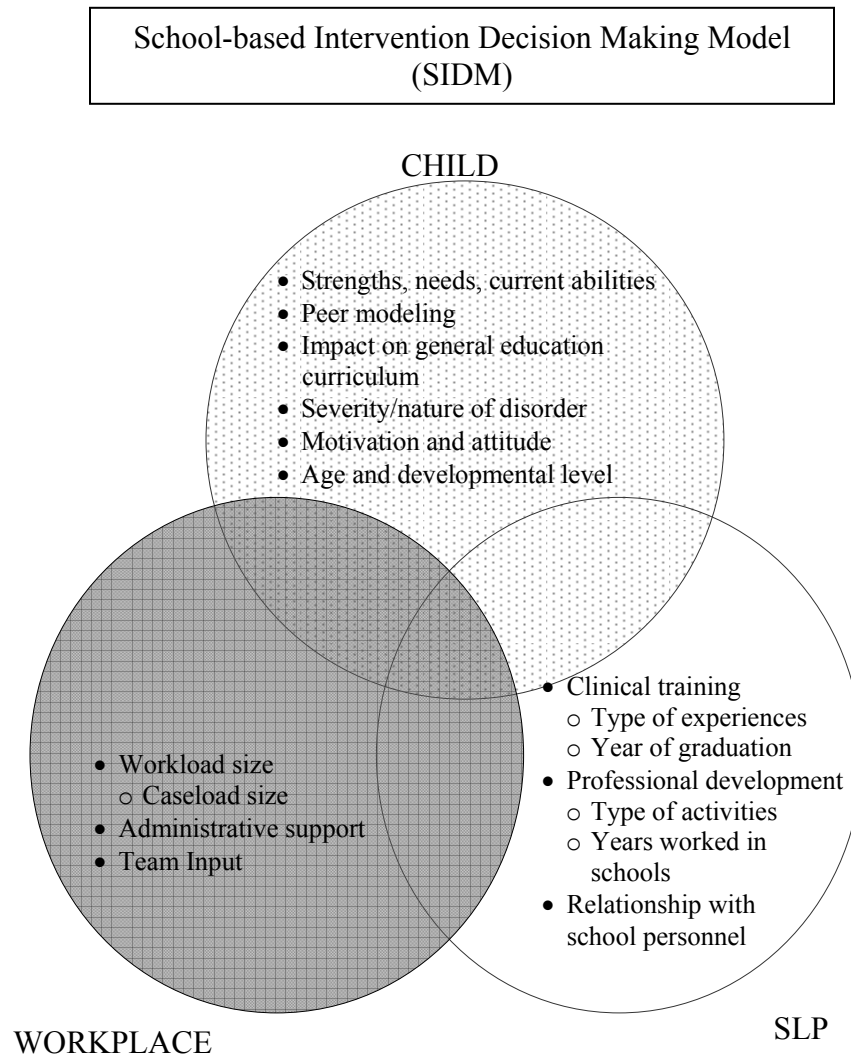 School-based Intervention Decision Making Model
(SIDM)
CHILD
• Strengths, needs, current abilities
• Peer modeling
• Impact on general education
curriculum
• Severity/nature of disorder
• Motivation and attitude
• Age and developmental level
• Workload size
o Caseload size
• Administrative support
• Team Input
• Clinical training
o Type of experiences
o Year of graduation
• Professional development
o Type of activities
o Years worked in
schools
• Relationship with
school personnel
WORKPLACE
SLP